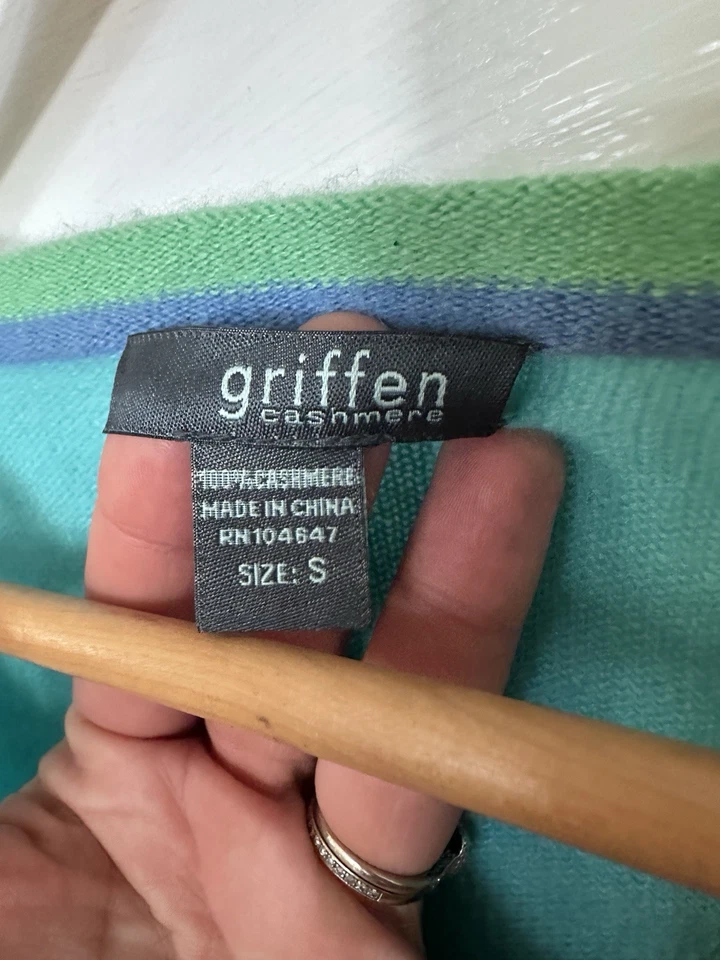 griffen
cashmere
100% CASHMERE
MADE IN CHINA
RN104647
SIZE: S